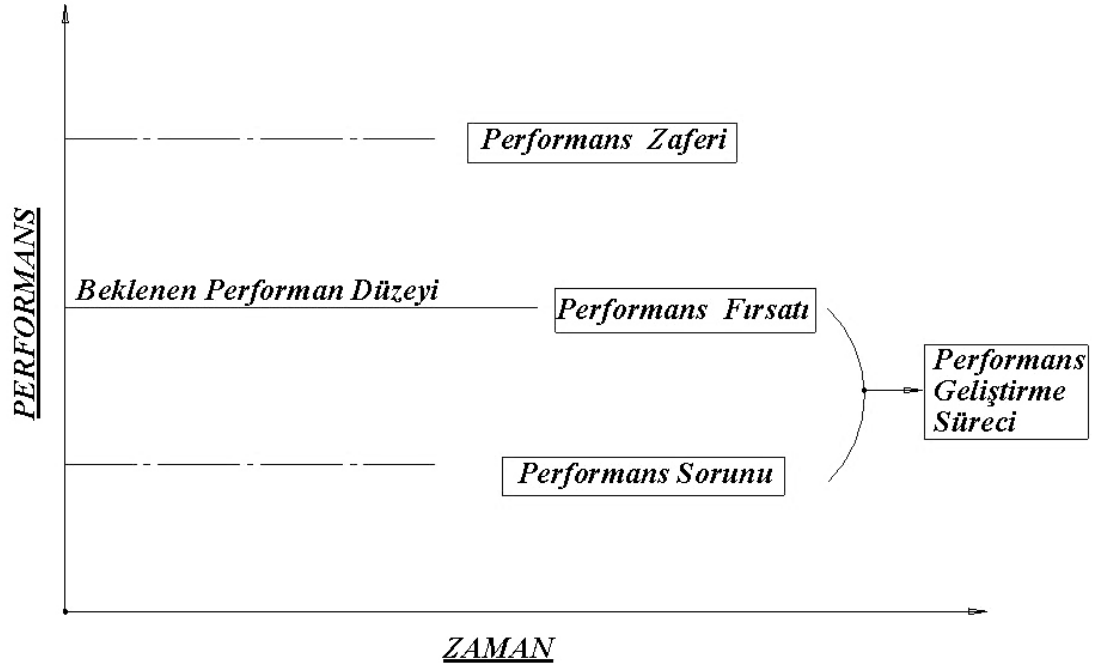 Performans Zaferi
PERFORMANS
Beklenen Performan Düzeyi
Performans Fırsatı
Performans
Geliştirme
Süreci
Performans Sorunu
ZAMAN